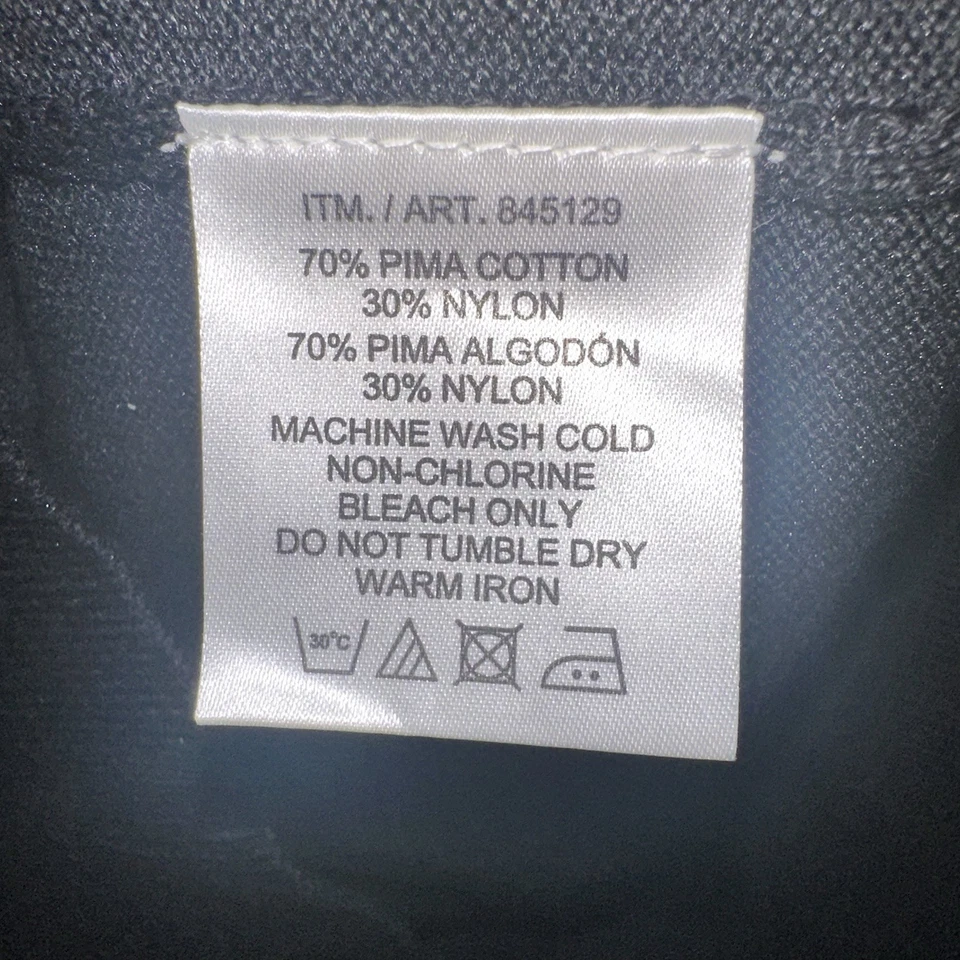 ITM. / ART. 845129
70% PIMA COTTON
30% NYLON
70% PIMA ALGODÓN
30% NYLON
MACHINE WASH COLD
NON-CHLORINE
BLEACH ONLY
DO NOT TUMBLE DRY
WARM IRON
30°C